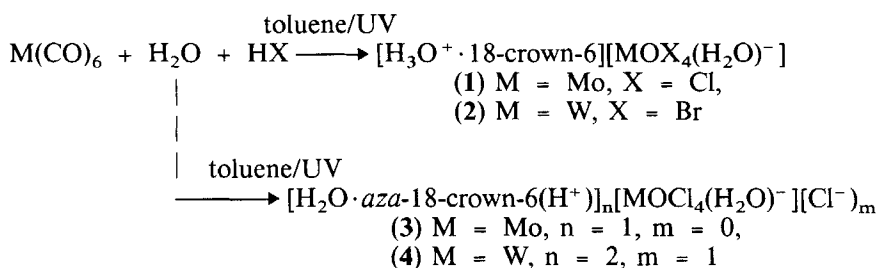 toluene/UV
M(CO)₆ + H₂O + HX ⟶ [H₃O⁺ · 18-crown-6][MOX₄(H₂O)⁻]
(1) M = Mo, X = Cl,
(2) M = W, X = Br
toluene/UV
⟶ [H₂O · aza-18-crown-6(H⁺)]ₙ[MOCl₄(H₂O)⁻][Cl⁻)ₘ
(3) M = Mo, n = 1, m = 0,
(4) M = W, n = 2, m = 1